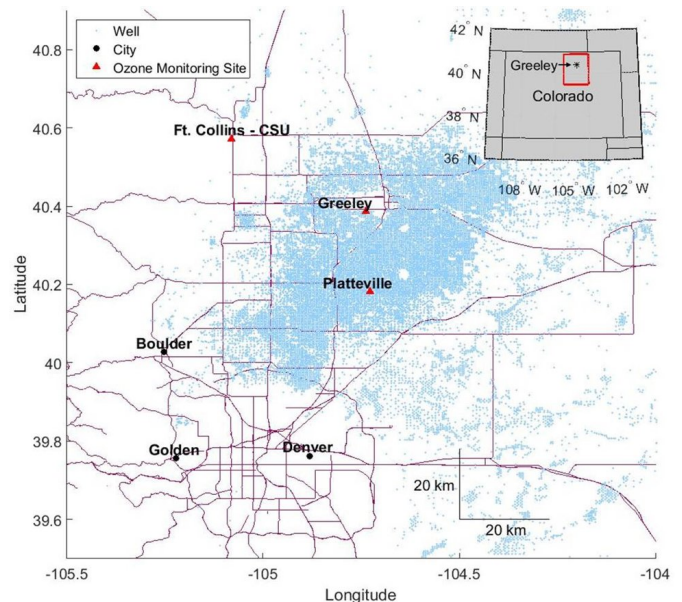 Well
City
Ozone Monitoring Site
42° N
40° N
38° N
36° N
Greeley
Colorado
108° W
105° W
102° W
Ft. Collins - CSU
Greeley
Platteville
Boulder
Golden
Denver
20 km
20 km
40.8
40.6
40.4
40.2
40
39.8
39.6
Latitude
-105.5
-105
-104.5
-104
Longitude